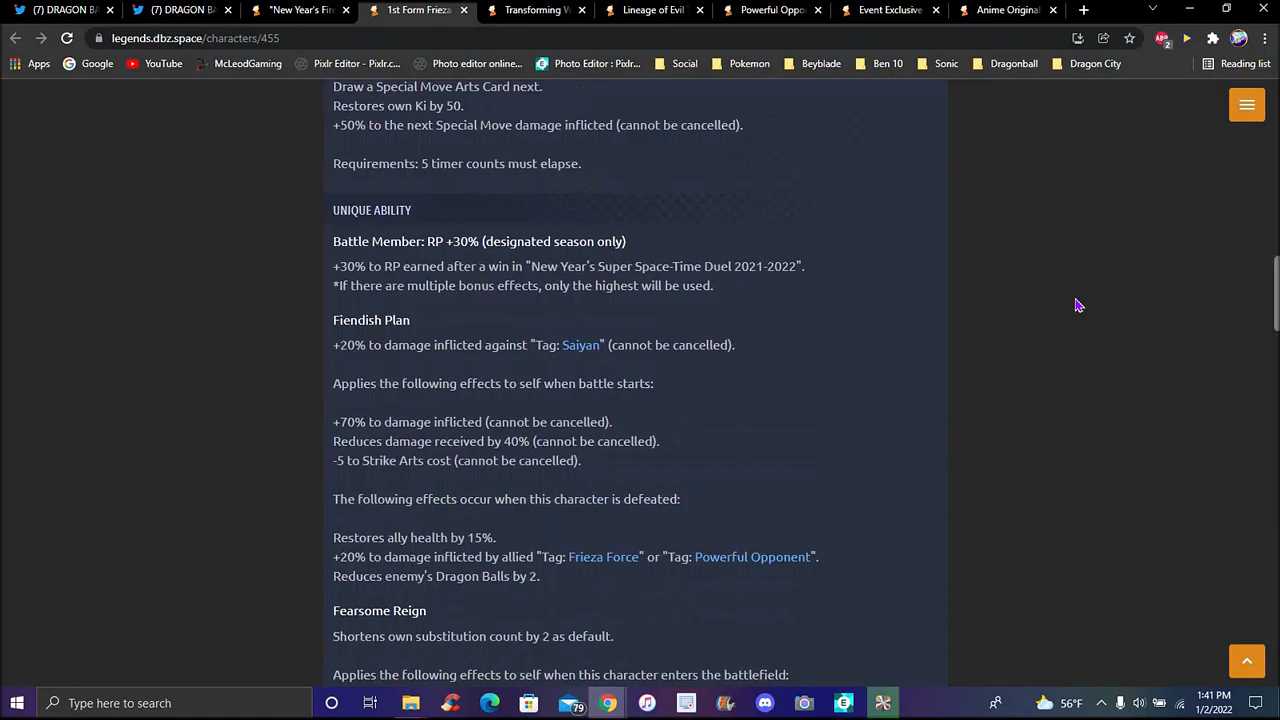 (7) DRAGON BA
(7) DRAGON BA
"New Year's Fire
1st Form Frieza
Transforming W
Lineage of Evil
Powerful Oppo
Event Exclusive
Anime Original
legends.dbz.space/characters/455
2
Apps
Google
YouTube
McLeodGaming
Pixlr Editor : Pixlr.c...
Photo editor online...
Photo Editor : Pixlr...
Social
Pokemon
Beyblade
Ben 10
Sonic
Dragonball
Dragon City
Reading list
Draw a Special Move Arts Card next.
Restores own Ki by 50.
+50% to the next Special Move damage inflicted (cannot be cancelled).
Requirements: 5 timer counts must elapse.
UNIQUE ABILITY
Battle Member: RP +30% (designated season only)
+30% to RP earned after a win in "New Year's Super Space-Time Duel 2021-2022".
*If there are multiple bonus effects, only the highest will be used.
Fiendish Plan
+20% to damage inflicted against "Tag: Saiyan" (cannot be cancelled).
Applies the following effects to self when battle starts:
+70% to damage inflicted (cannot be cancelled).
Reduces damage received by 40% (cannot be cancelled).
-5 to Strike Arts cost (cannot be cancelled).
The following effects occur when this character is defeated:
Restores ally health by 15%.
+20% to damage inflicted by allied "Tag: Frieza Force" or "Tag: Powerful Opponent".
Reduces enemy's Dragon Balls by 2.
Fearsome Reign
Shortens own substitution count by 2 as default.
Applies the following effects to self when this character enters the battlefield:
Type here to search
79
56°F
1:41 PM
1/2/2022